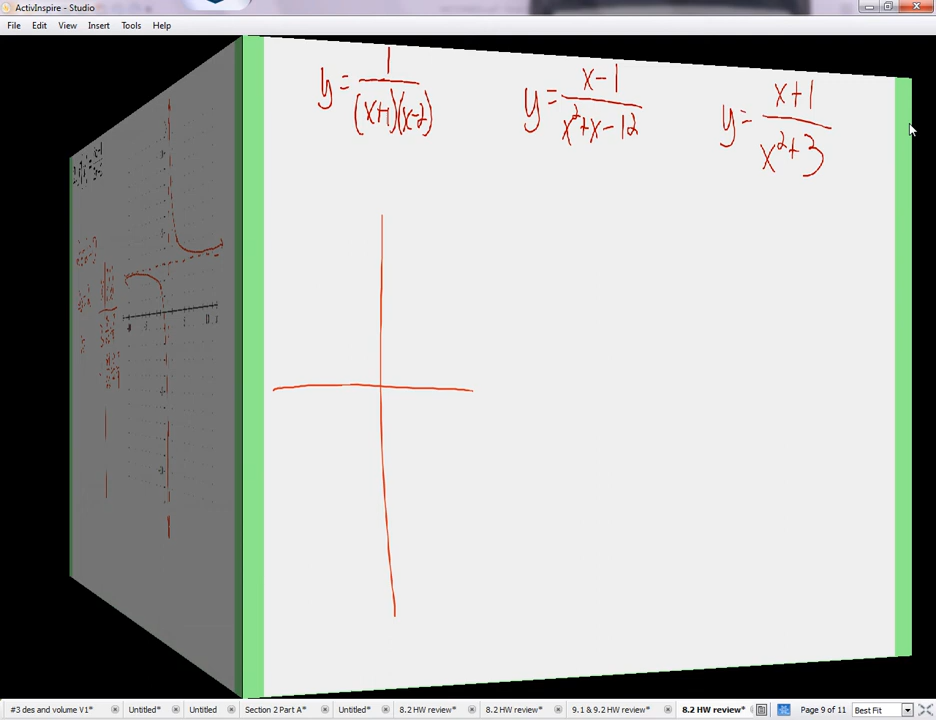 ActivInspire - Studio
File Edit View Insert Tools Help
y = 1/((x+1)(x-2))
y = (x-1)/(x²+x-12)
y = (x+1)/(x²+3)
#3 des and volume V1* Untitled* Untitled Section 2 Part A* Untitled* 8.2 HW review* 8.2 HW review* 9.1 & 9.2 HW review* 8.2 HW review* Page 9 of 11 Best Fit